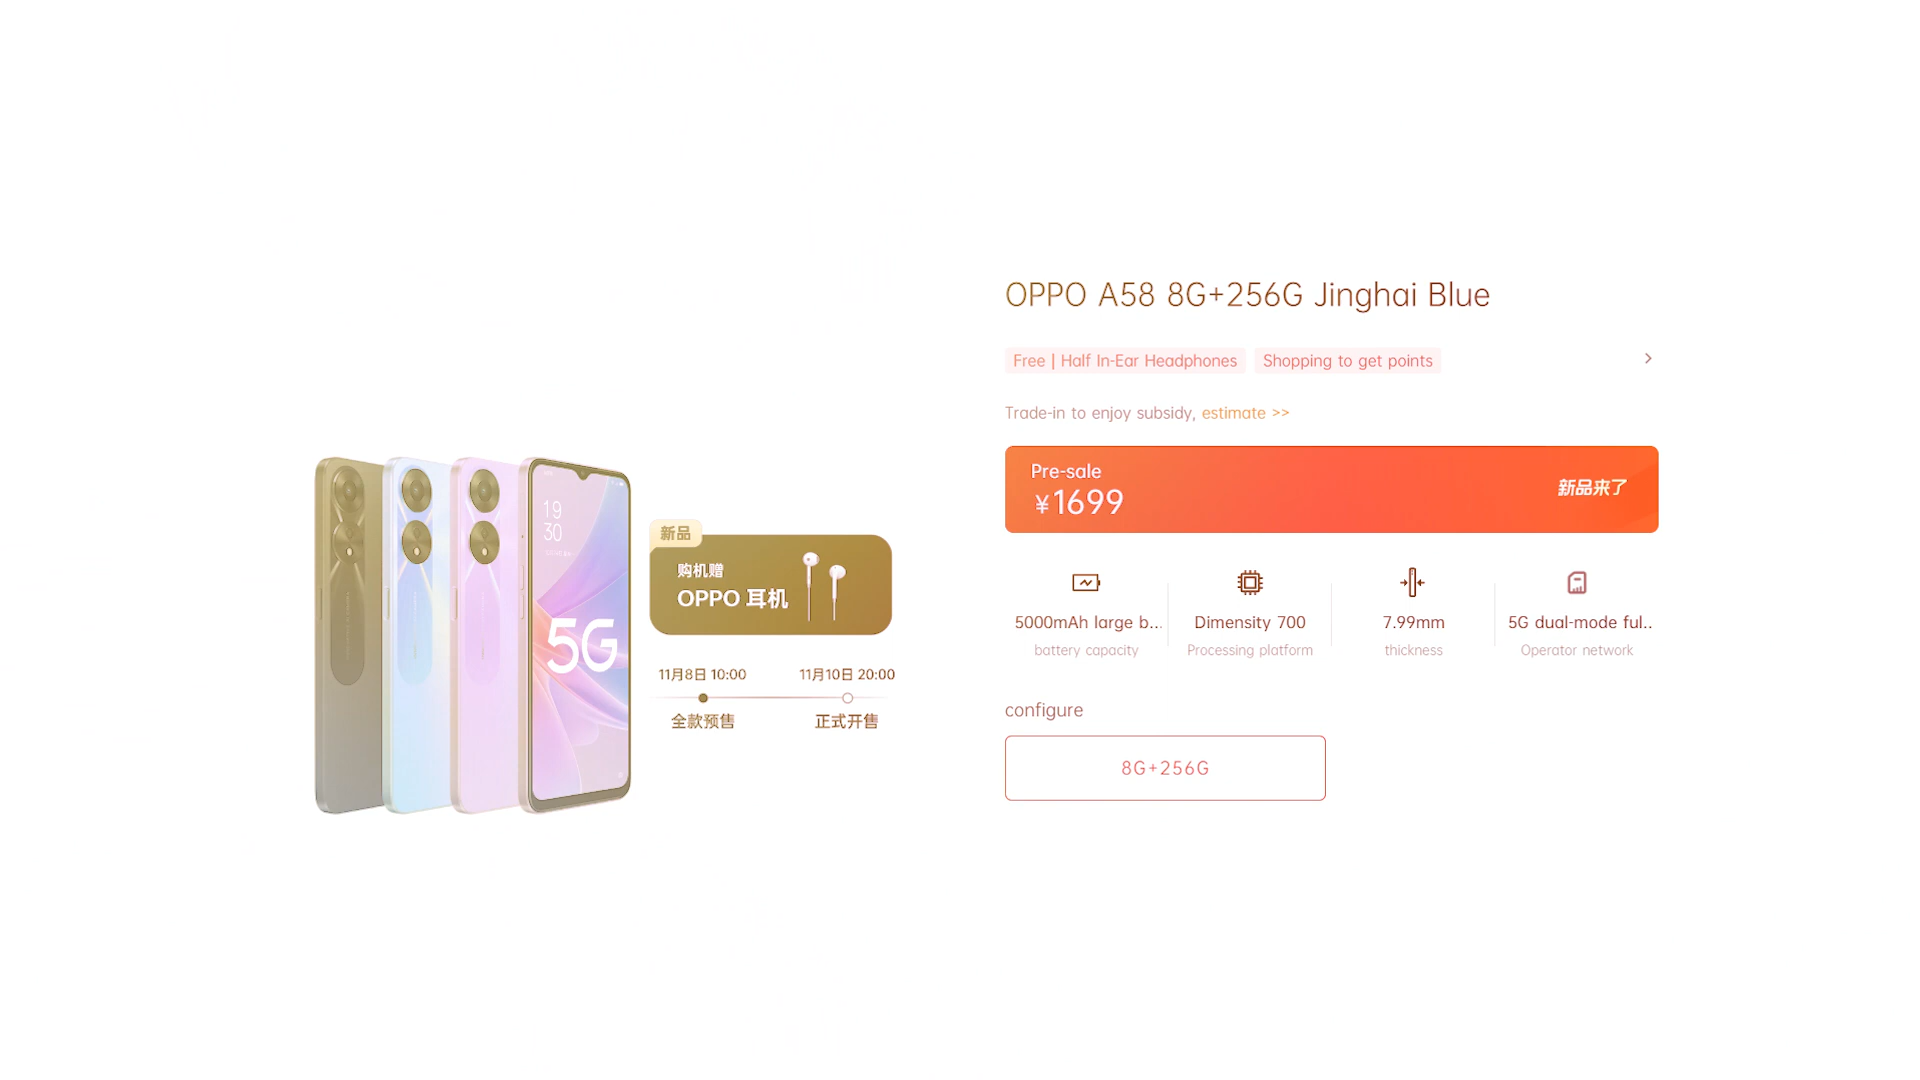 OPPO A58 8G+256G Jinghai Blue
Free | Half In-Ear Headphones
Shopping to get points
Trade-in to enjoy subsidy, estimate >>
Pre-sale
¥1699
新品来了
5000mAh large b...
battery capacity
Dimensity 700
Processing platform
7.99mm
thickness
5G dual-mode ful..
Operator network
configure
8G+256G
19
30
5G
新品
购机赠
OPPO 耳机
11月8日 10:00
全款预售
11月10日 20:00
正式开售